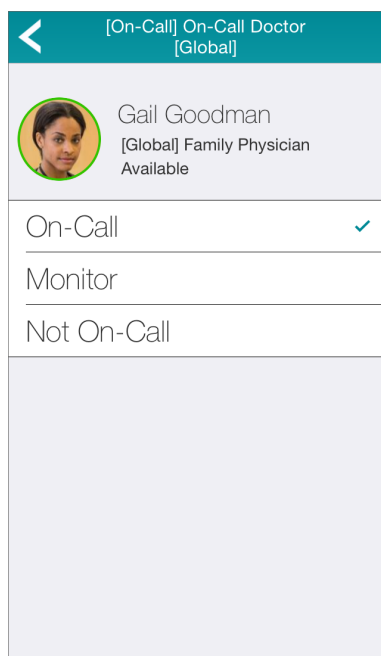 [On-Call] On-Call Doctor
[Global]
Gail Goodman
[Global] Family Physician
Available
On-Call
Monitor
Not On-Call